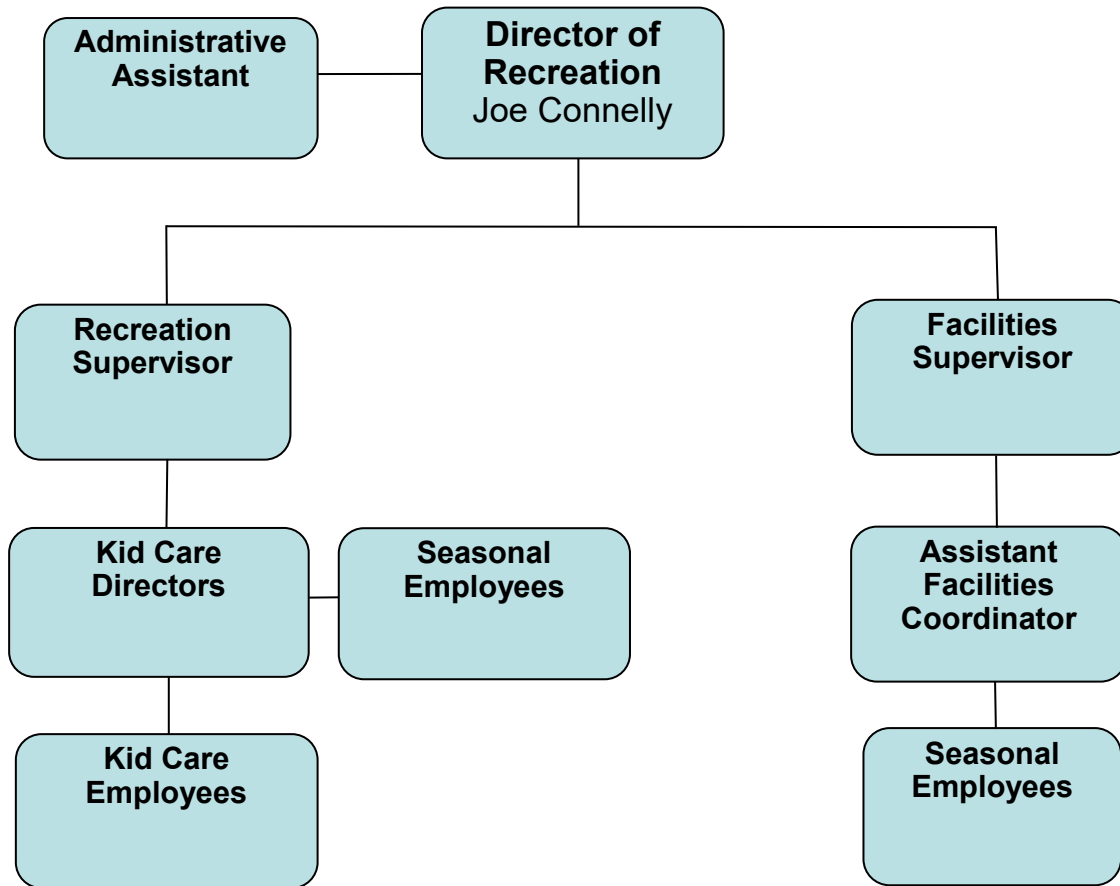 Administrative
Assistant
Director of
Recreation
Joe Connelly
Recreation
Supervisor
Facilities
Supervisor
Kid Care
Directors
Seasonal
Employees
Assistant
Facilities
Coordinator
Kid Care
Employees
Seasonal
Employees